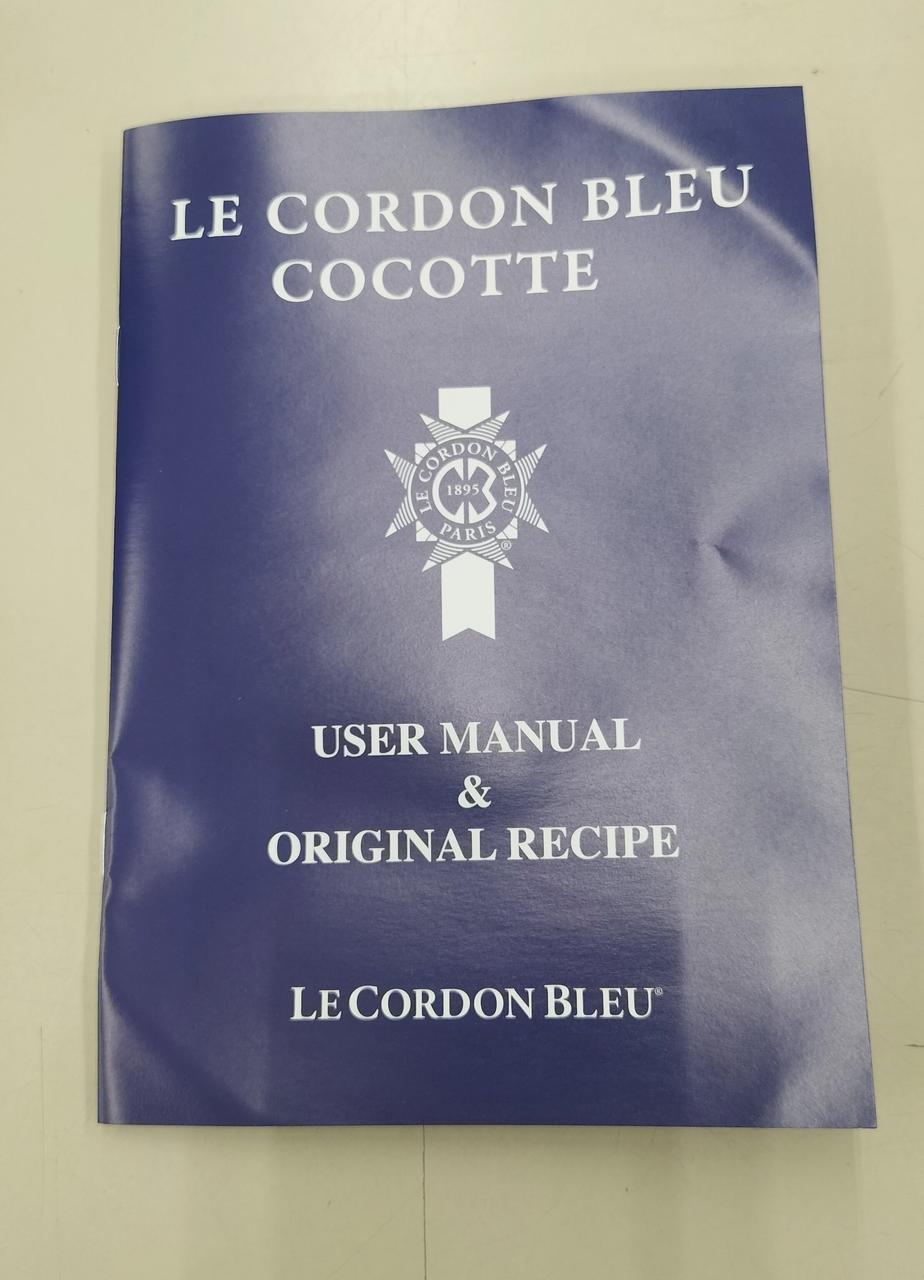 LE CORDON BLEU
COCOTTE
LE CORDON BLEU
1895
PARIS
®
USER MANUAL
&
ORIGINAL RECIPE
LE CORDON BLEU®